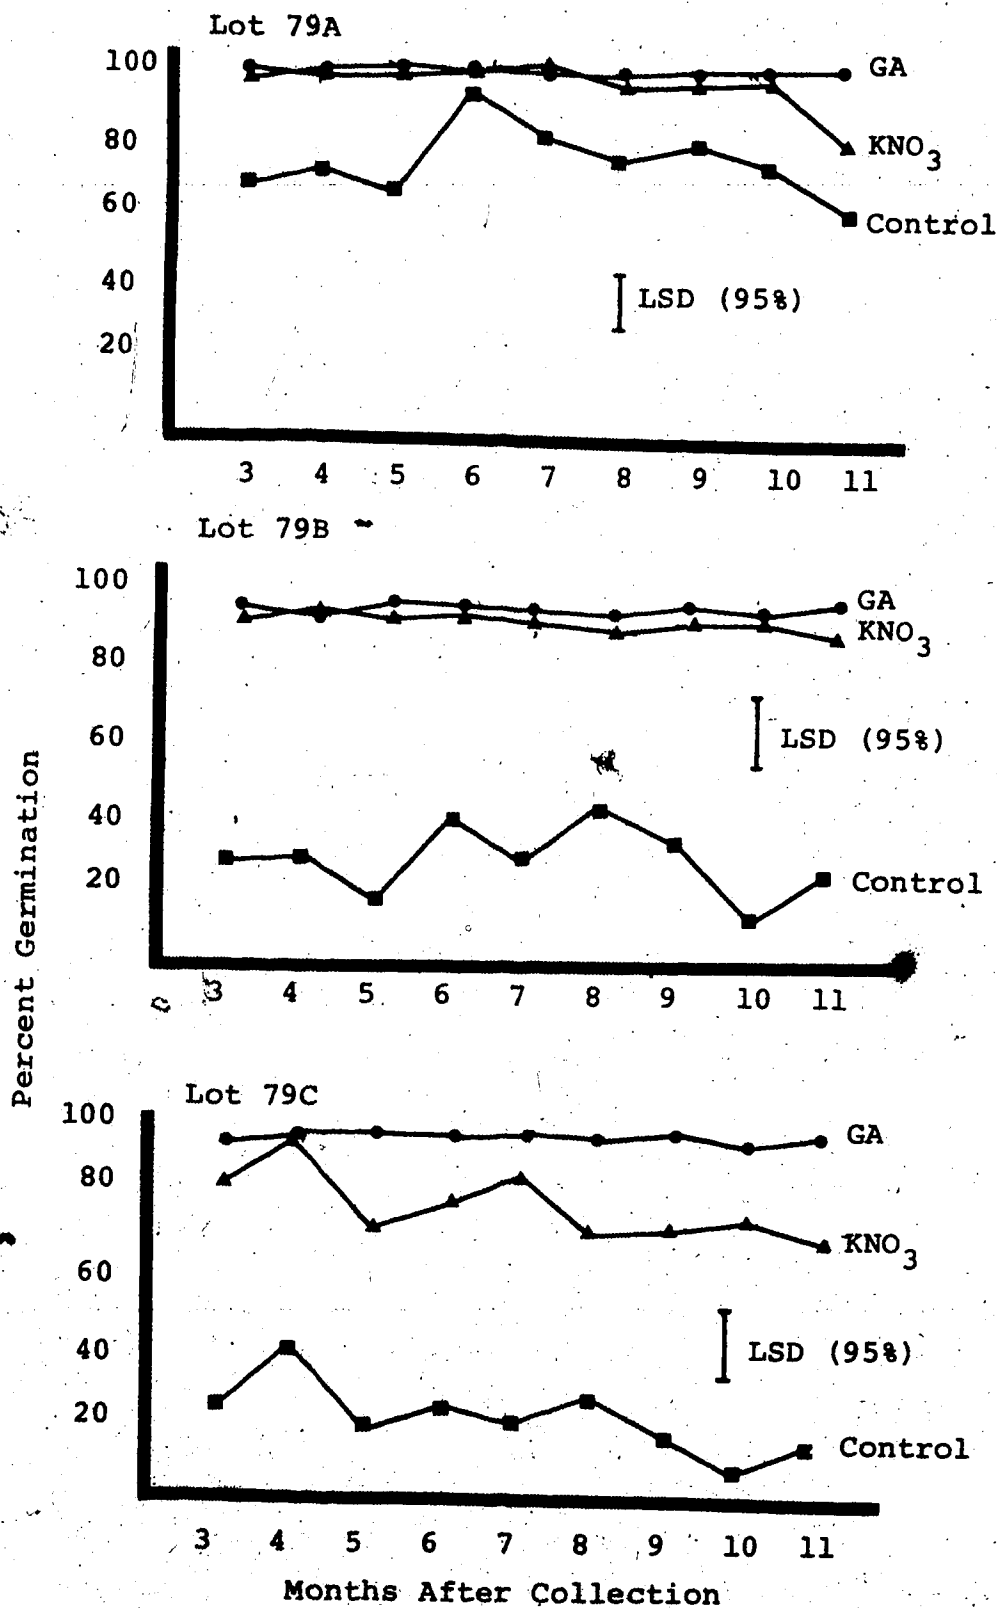 Lot 79A
100
80
60
40
20
GA
KNO3
Control
LSD (95%)
3 4 5 6 7 8 9 10 11
Lot 79B
100
80
60
40
20
GA
KNO3
LSD (95%)
Control
3 4 5 6 7 8 9 10 11
Percent Germination
Lot 79C
100
80
60
40
20
GA
KNO3
LSD (95%)
Control
3 4 5 6 7 8 9 10 11
Months After Collection